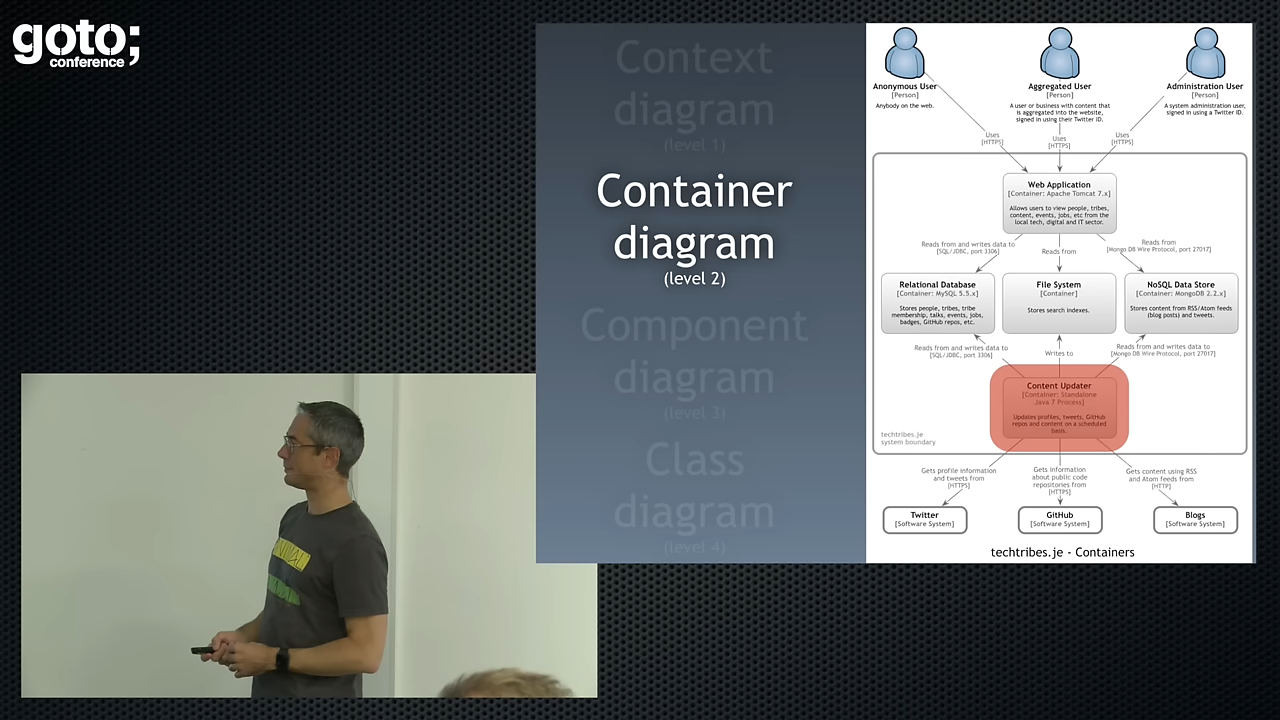 goto;
conference
Context
diagram
(level 1)
Container
diagram
(level 2)
Component
diagram
(level 3)
Class
diagram
(level 4)
Anonymous User
[Person]
Anybody on the web.
Aggregated User
[Person]
A user or business with content that
is aggregated into the website,
signed in using their Twitter ID.
Administration User
[Person]
A system administration user,
signed in using a Twitter ID.
Uses
[HTTPS]
Uses
[HTTPS]
Uses
[HTTPS]
Web Application
[Container: Apache Tomcat 7.x]
Allows users to view people, tribes,
content, events, jobs, etc from the
local tech, digital and IT sector.
Reads from and writes data to
[SQL/JDBC, port 3306]
Reads from
Reads from
[Mongo DB Wire Protocol, port 27017]
Relational Database
[Container: MySQL 5.5.x]
Stores people, tribes, tribe
membership, talks, events, jobs,
badges, GitHub repos, etc.
File System
[Container]
Stores search indexes.
NoSQL Data Store
[Container: MongoDB 2.2.x]
Stores content from RSS/Atom feeds
(blog posts) and tweets.
Reads from and writes data to
[SQL/JDBC, port 3306]
Writes to
Reads from and writes data to
[Mongo DB Wire Protocol, port 27017]
Content Updater
[Container: Standalone
Java 7 Process]
Updates profiles, tweets, GitHub
repos and content on a scheduled
basis.
techtribes.je
system boundary
Gets profile information
and tweets from
[HTTPS]
Gets information
about public code
repositories from
[HTTPS]
Gets content using RSS
and Atom feeds from
[HTTP]
Twitter
[Software System]
GitHub
[Software System]
Blogs
[Software System]
techtribes.je - Containers